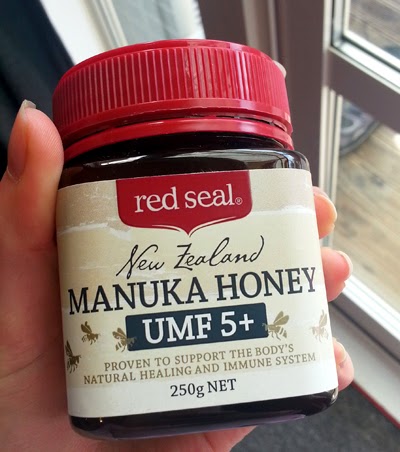 red seal®
New Zealand
MANUKA HONEY
UMF 5+
PROVEN TO SUPPORT THE BODY'S
NATURAL HEALING AND IMMUNE SYSTEM
250g NET